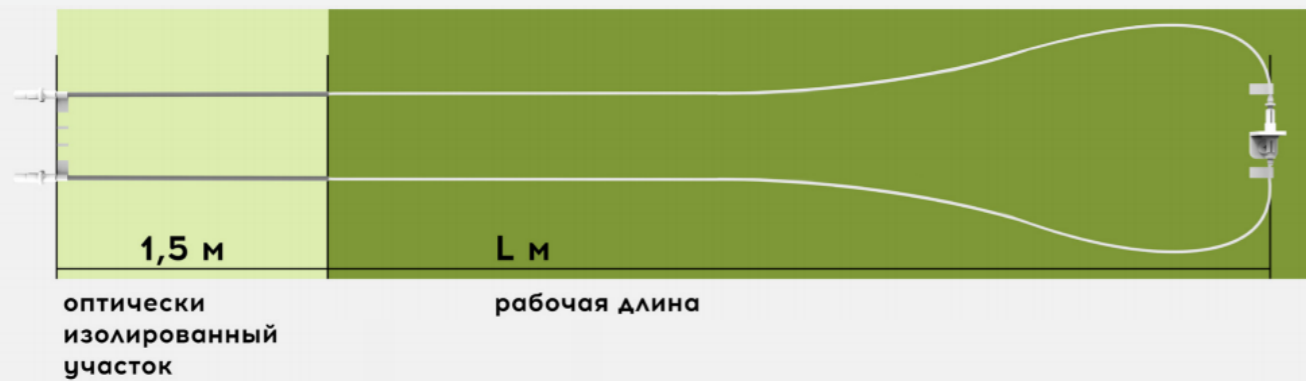 1,5 м
L м
оптически
изолированный
участок
рабочая длина